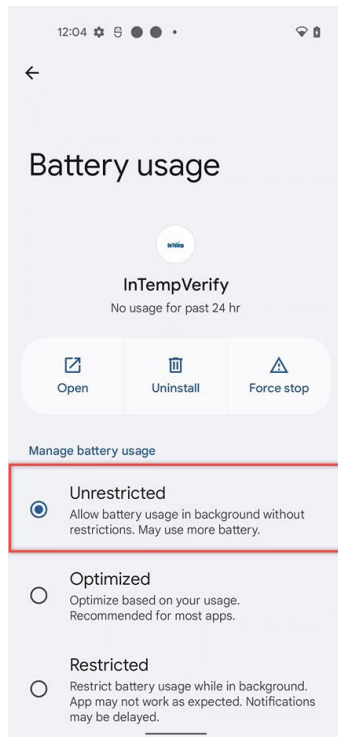 12:04
Battery usage
InTemp
InTempVerify
No usage for past 24 hr
Open
Uninstall
Force stop
Manage battery usage
Unrestricted
Allow battery usage in background without
restrictions. May use more battery.
Optimized
Optimize based on your usage.
Recommended for most apps.
Restricted
Restrict battery usage while in background.
App may not work as expected. Notifications
may be delayed.